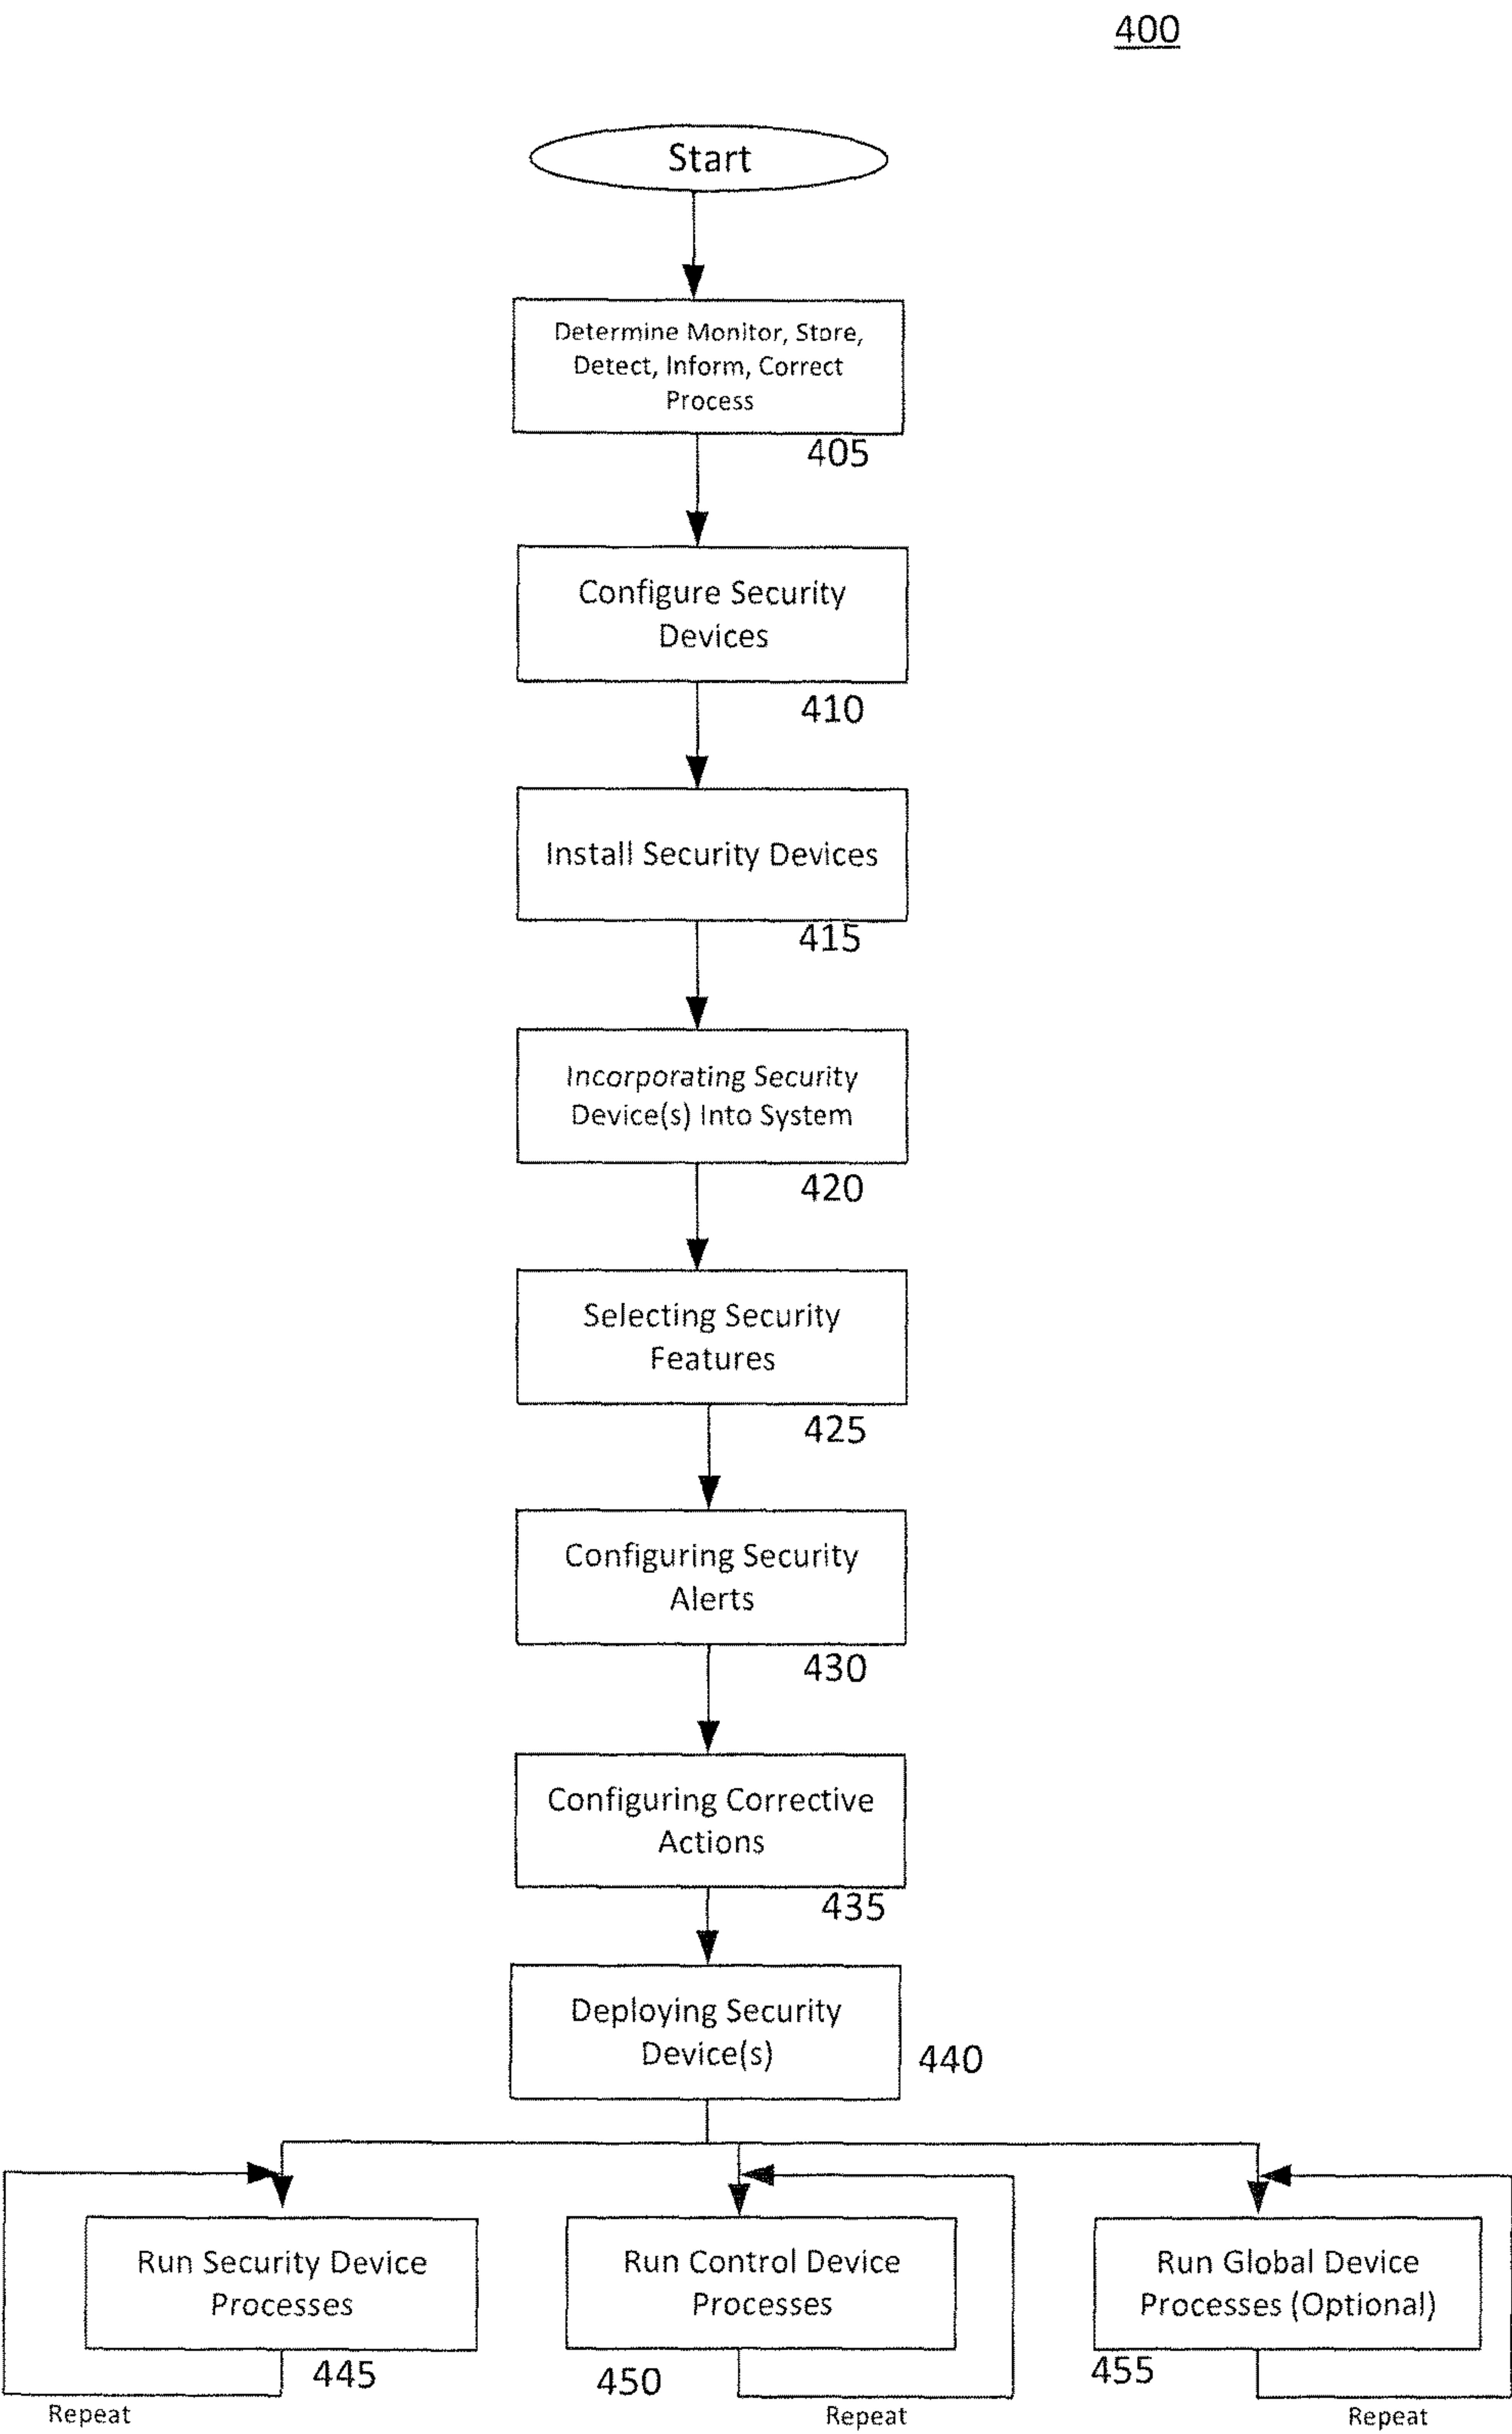 400
Start
Determine Monitor, Store,
Detect, Inform, Correct
Process
405
Configure Security
Devices
410
Install Security Devices
415
Incorporating Security
Device(s) Into System
420
Selecting Security
Features
425
Configuring Security
Alerts
430
Configuring Corrective
Actions
435
Deploying Security
Device(s)
440
Run Security Device
Processes
445
Repeat
Run Control Device
Processes
450
Repeat
Run Global Device
Processes (Optional)
455
Repeat